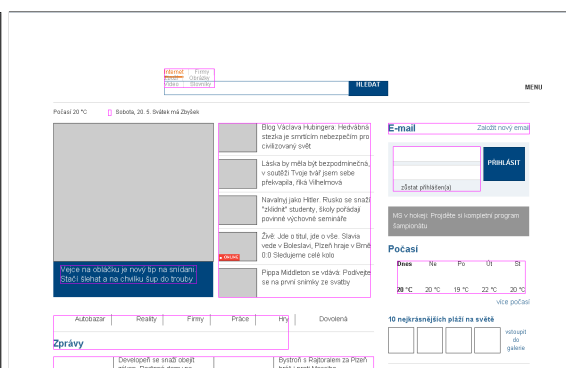 Internet Firmy
Zboží Obrázky
Videa Slovníky
HLEDAT
MENU
Počasí 20 °C Sobota, 20. 5. Svátek má Zbyšek
Blog Václava Hubingera: Hedvábná
stezka je smrtícím nebezpečím pro
civilizovaný svět
Láska by měla být bezpodmínečná,
v soutěži Tvoje tvář jsem sebe
překvapila, říká Vilhelmová
Navalnyj jako Hitler. Rusko se snaží
"zklidnit" studenty, školy pořádají
povinné výchovné semináře
Živě: Jde o titul, jde o vše. Slavia
vede v Boleslavi, Plzeň hraje v Brně
0:0 Sledujeme celé kolo
ONLINE
Pippa Middleton se vdává: Podívejte
se na první snímky ze svatby
Vejce na obláčku je nový tip na snídani.
Stačí šlehat a na chvilku šup do trouby
E-mail Založit nový email
PŘIHLÁSIT
zůstat přihlášen(a)
MS v hokeji: Projděte si kompletní program
šampionátu
Počasí
Dnes Ne Po Út St
20 °C 20 °C 19 °C 22 °C 20 °C
více počasí
Autobazar Reality Firmy Práce Hry Dovolená
10 nejkrásnějších pláží na světě
vstoupit
do
galerie
Zprávy
Developeři se snaží obejít
Bystroň s Rajtoralem za Plzeň